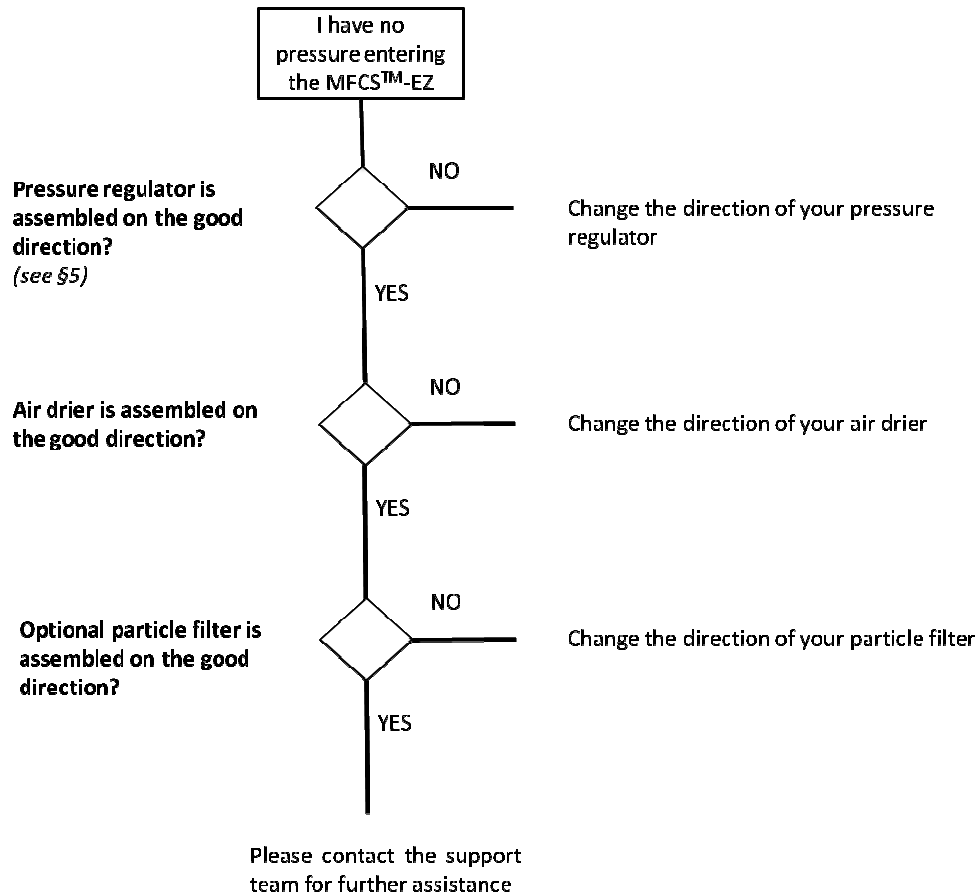 I have no
pressure entering
the MFCS™-EZ
NO
Pressure regulator is
assembled on the good
direction?
(see §5)
Change the direction of your pressure
regulator
YES
NO
Air drier is assembled on
the good direction?
Change the direction of your air drier
YES
NO
Optional particle filter is
assembled on the good
direction?
Change the direction of your particle filter
YES
Please contact the support
team for further assistance